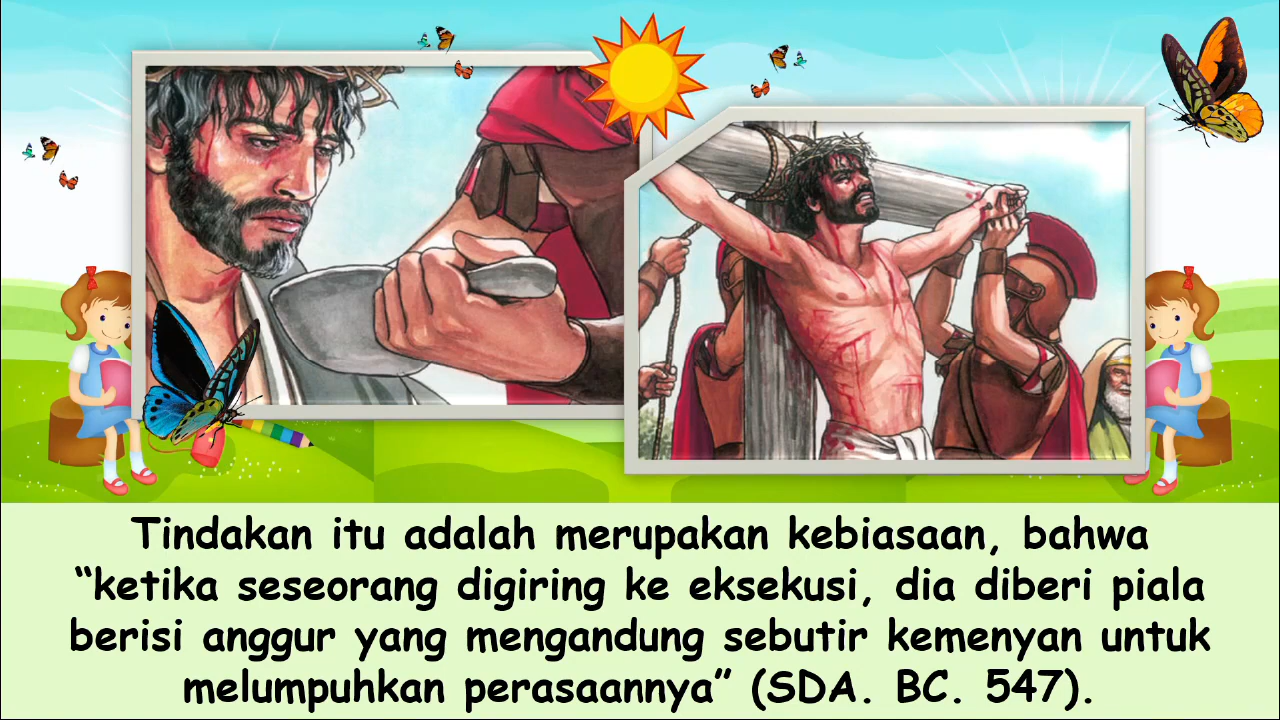 Tindakan itu adalah merupakan kebiasaan, bahwa
“ketika seseorang digiring ke eksekusi, dia diberi piala
berisi anggur yang mengandung sebutir kemenyan untuk
melumpuhkan perasaannya” (SDA. BC. 547).